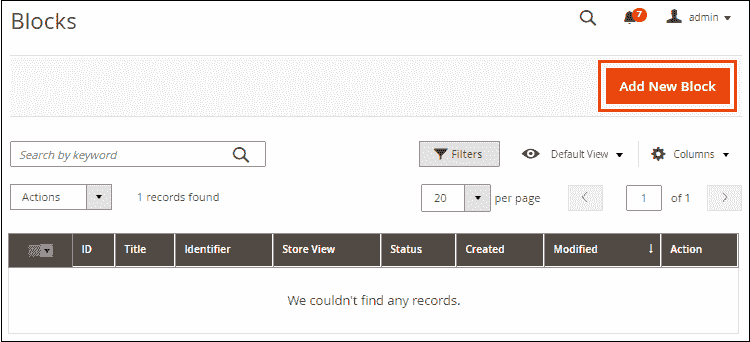 Blocks
7
admin
Add New Block
Search by keyword
Filters
Default View
Columns
Actions
1 records found
20
per page
1
of 1
ID Title Identifier Store View Status Created Modified ↓ Action
We couldn't find any records.